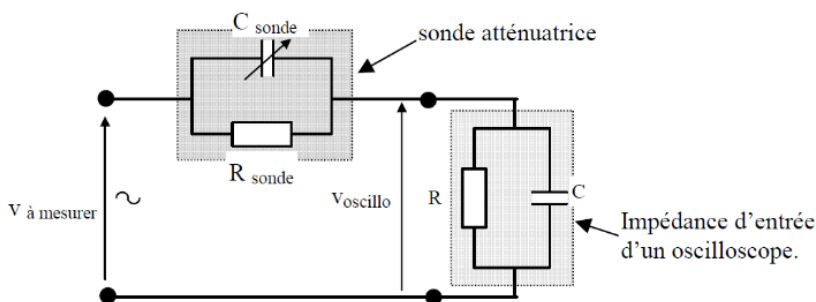 C sonde
sonde atténuatrice
R sonde
v à mesurer
voscillo
R
C
Impédance d’entrée
d’un oscilloscope.